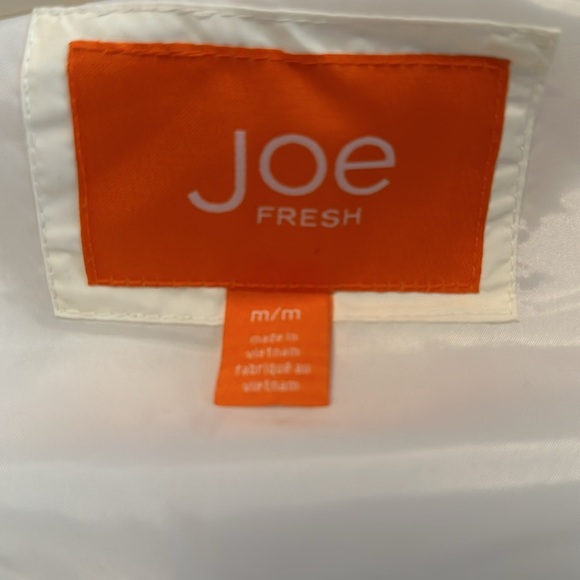 Joe
FRESH
m/m
made in
vietnam
fabriqué au
vietnam